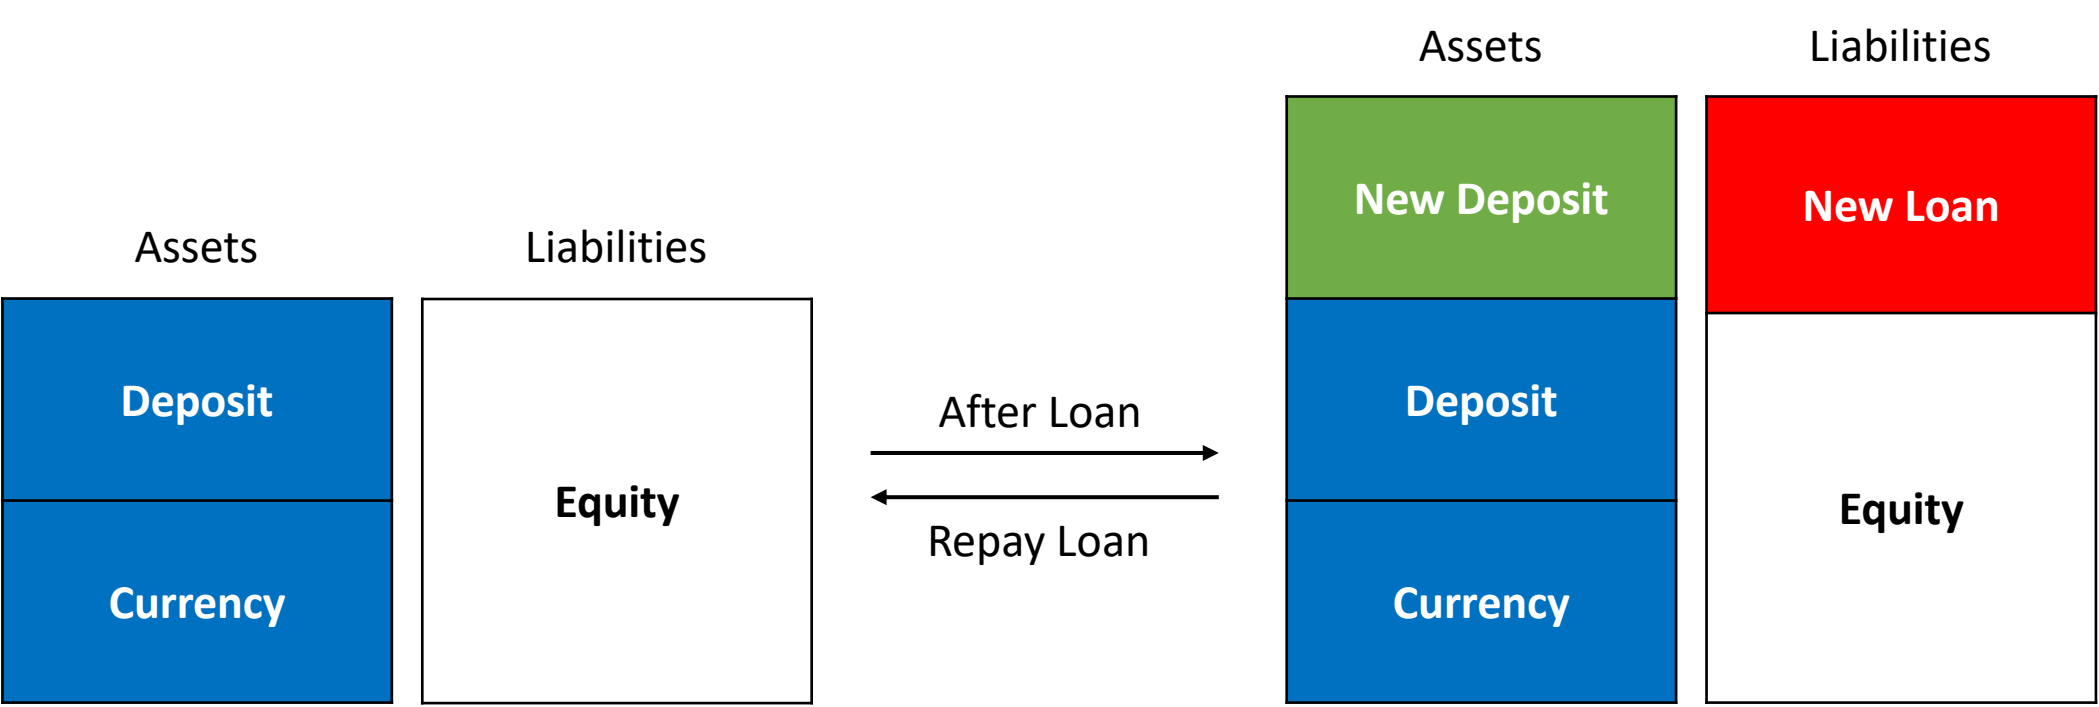 Assets
Liabilities
Deposit
Currency
Equity
After Loan
Repay Loan
Assets
Liabilities
New Deposit
Deposit
Currency
New Loan
Equity